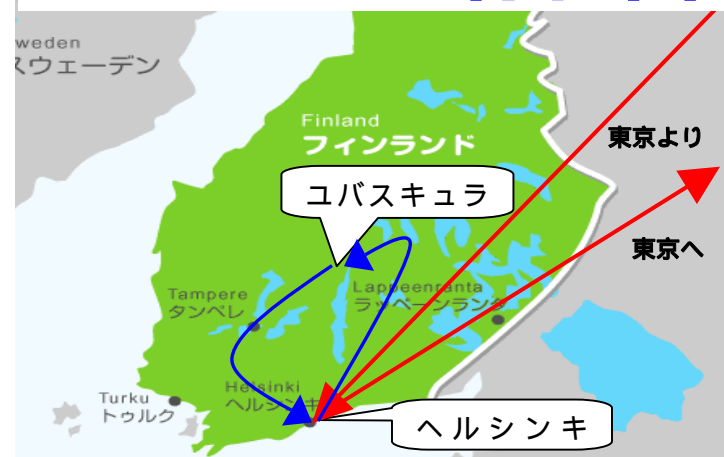 weden
スウェーデン
Finland
フィンランド
東京より
ユバスキュラ
東京へ
Tampere
タンペレ
Lappeenranta
ラッペーンランタ
Turku
トゥルク
Helsinki
ヘルシンキ
ヘルシンキ